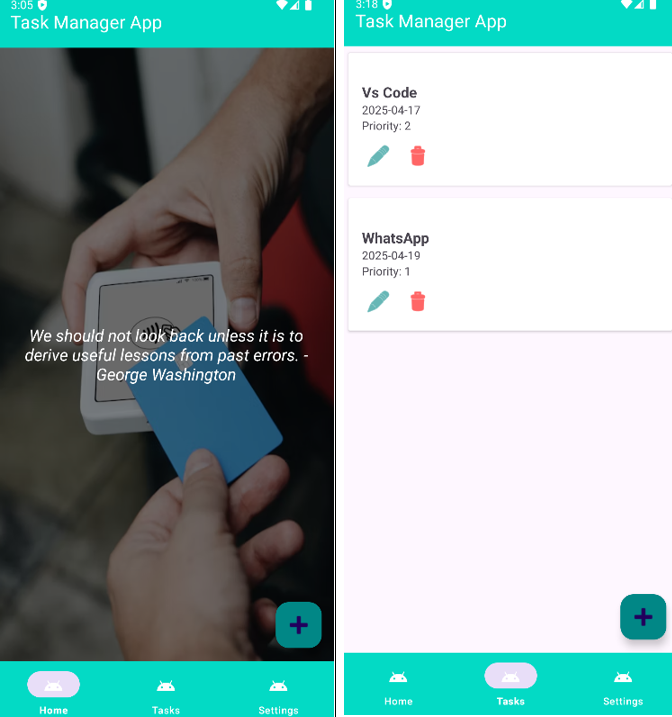 3:05
Task Manager App
We should not look back unless it is to
derive useful lessons from past errors. -
George Washington
Home
Tasks
Settings
3:18
Task Manager App
Vs Code
2025-04-17
Priority: 2
WhatsApp
2025-04-19
Priority: 1
Home
Tasks
Settings